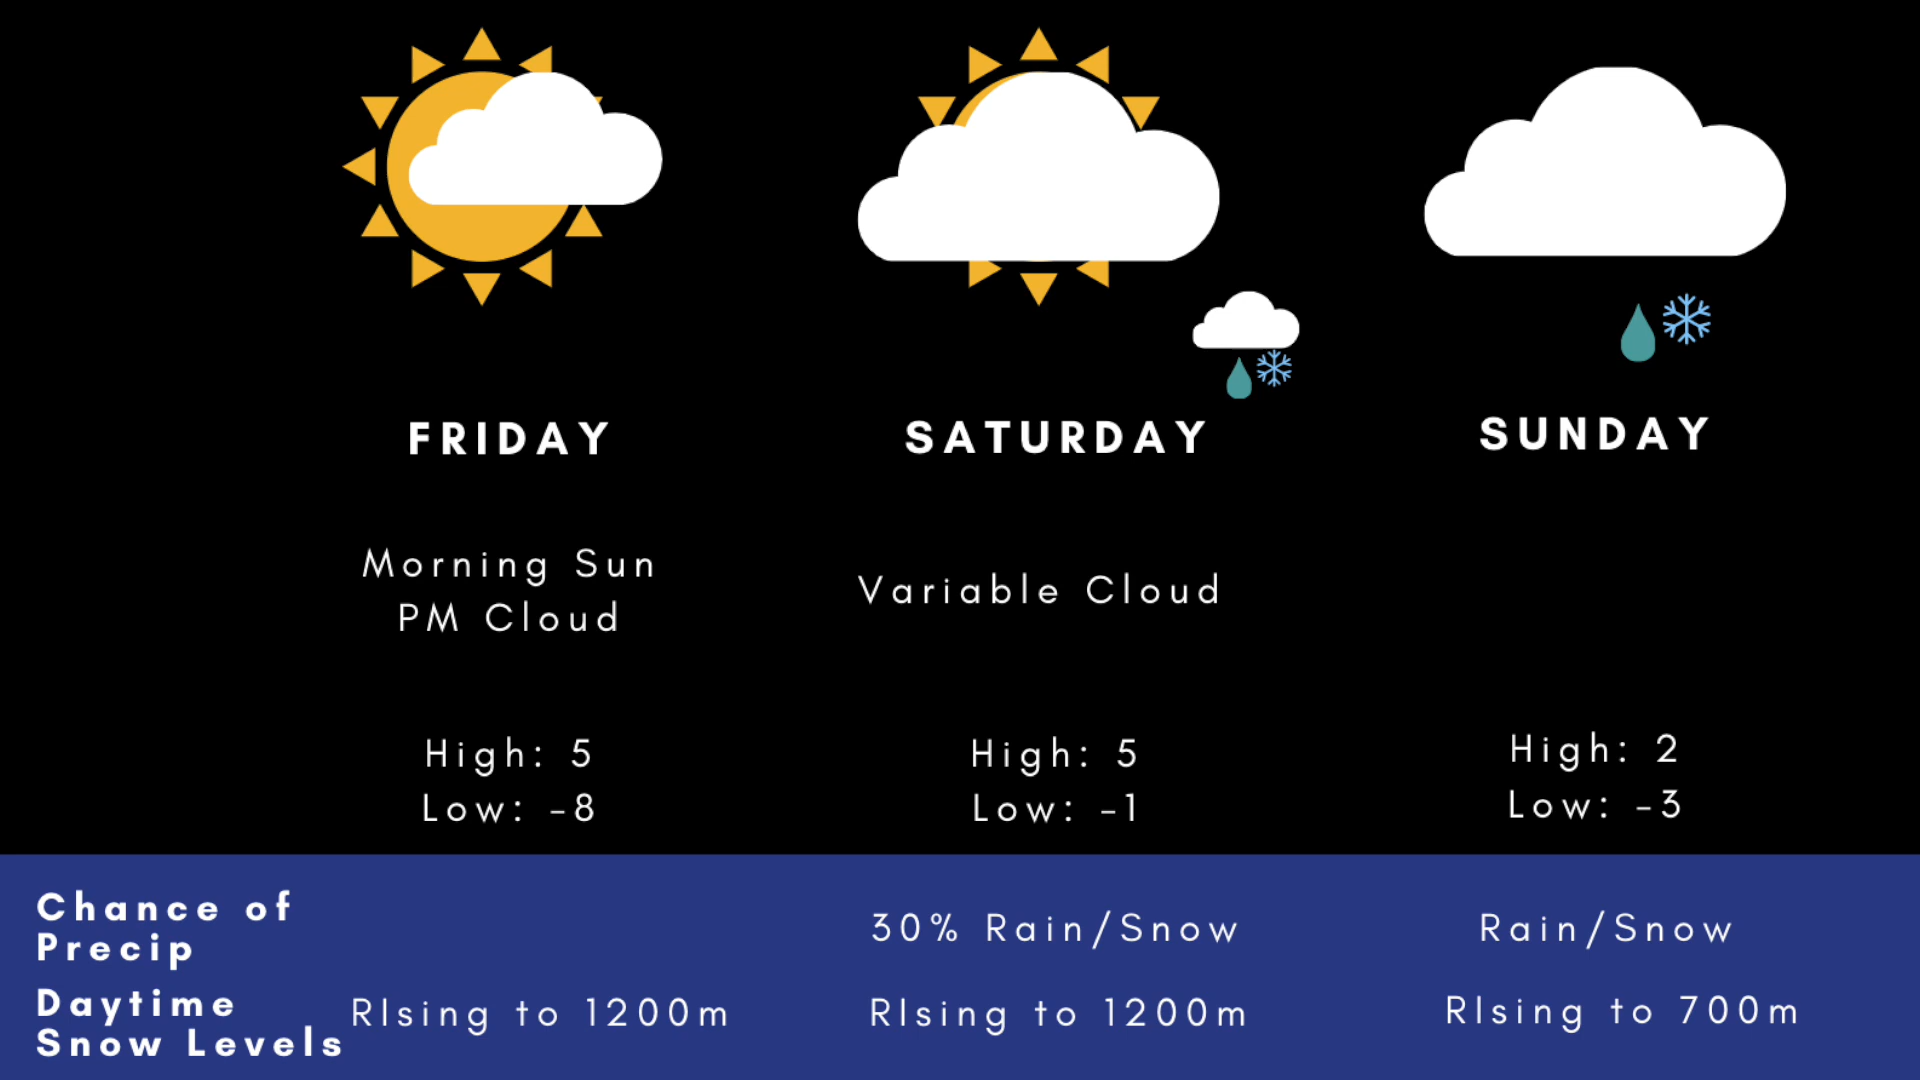 FRIDAY
SATURDAY
SUNDAY
Morning Sun
PM Cloud
Variable Cloud
High: 5
Low: -8
High: 5
Low: -1
High: 2
Low: -3
Chance of
Precip
30% Rain/Snow
Rain/Snow
Daytime
Snow Levels
RIsing to 1200m
RIsing to 1200m
RIsing to 700m